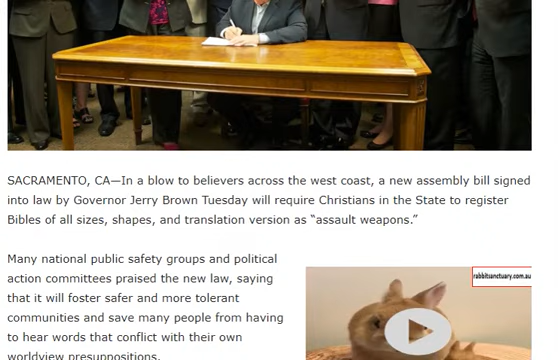 SACRAMENTO, CA—In a blow to believers across the west coast, a new assembly bill signed
into law by Governor Jerry Brown Tuesday will require Christians in the State to register
Bibles of all sizes, shapes, and translation version as “assault weapons.”
Many national public safety groups and political
action committees praised the new law, saying
that it will foster safer and more tolerant
communities and save many people from having
to hear words that conflict with their own
worldview presuppositions.
rabbitsanctuary.com.au